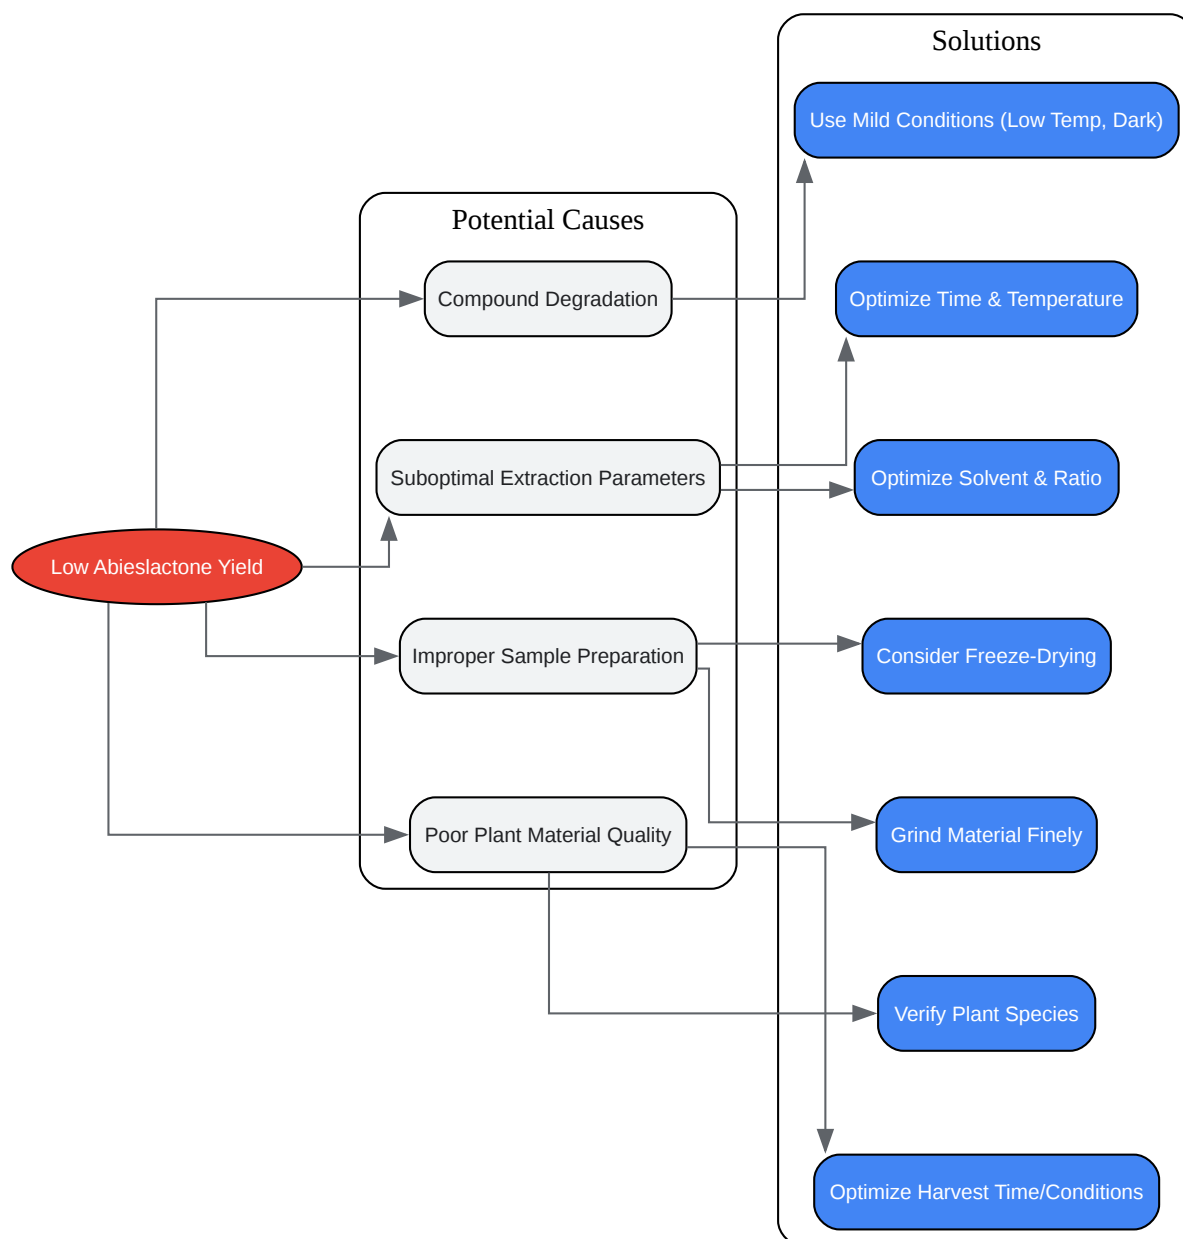 Solutions
Use Mild Conditions (Low Temp, Dark)
Potential Causes
Compound Degradation
Optimize Time & Temperature
Suboptimal Extraction Parameters
Optimize Solvent & Ratio
Low Abieslactone Yield
Improper Sample Preparation
Consider Freeze-Drying
Poor Plant Material Quality
Grind Material Finely
Verify Plant Species
Optimize Harvest Time/Conditions